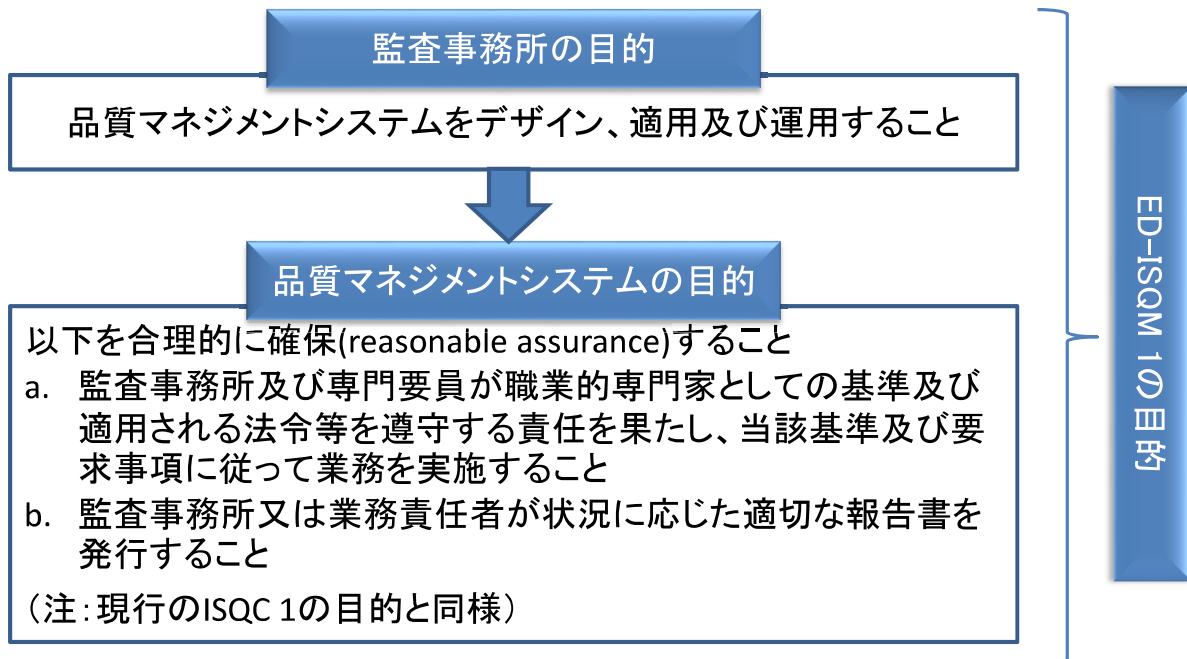 監査事務所の目的
品質マネジメントシステムをデザイン、適用及び運用すること
品質マネジメントシステムの目的
以下を合理的に確保(reasonable assurance)すること
a. 監査事務所及び専門要員が職業的専門家としての基準及び
適用される法令等を遵守する責任を果たし、当該基準及び要
求事項に従って業務を実施すること
b. 監査事務所又は業務責任者が状況に応じた適切な報告書を
発行すること
（注：現行のISQC 1の目的と同様）
ED-ISQM 1の目的